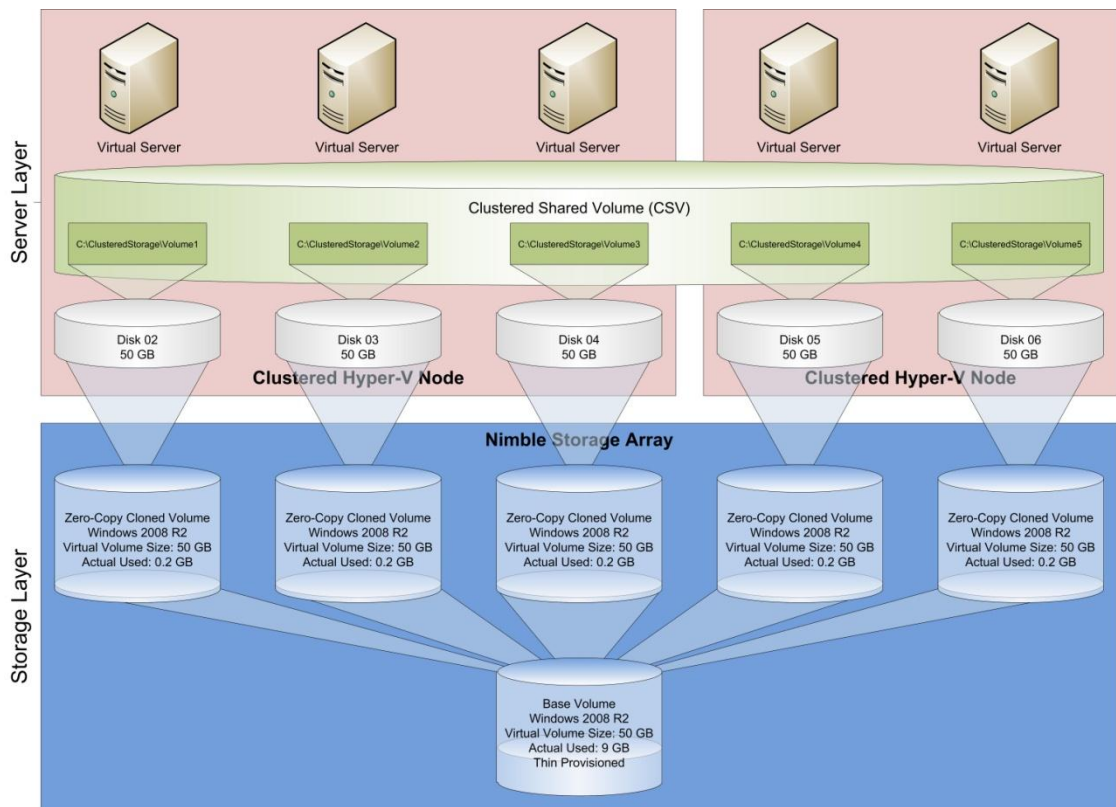 Server Layer
Virtual Server
Virtual Server
Virtual Server
Virtual Server
Virtual Server
Clustered Shared Volume (CSV)
C:\ClusteredStorage\Volume1
C:\ClusteredStorage\Volume2
C:\ClusteredStorage\Volume3
C:\ClusteredStorage\Volume4
C:\ClusteredStorage\Volume5
Disk 02
50 GB
Disk 03
50 GB
Disk 04
50 GB
Disk 05
50 GB
Disk 06
50 GB
Clustered Hyper-V Node
Clustered Hyper-V Node
Storage Layer
Nimble Storage Array
Zero-Copy Cloned Volume
Windows 2008 R2
Virtual Volume Size: 50 GB
Actual Used: 0.2 GB
Zero-Copy Cloned Volume
Windows 2008 R2
Virtual Volume Size: 50 GB
Actual Used: 0.2 GB
Zero-Copy Cloned Volume
Windows 2008 R2
Virtual Volume Size: 50 GB
Actual Used: 0.2 GB
Zero-Copy Cloned Volume
Windows 2008 R2
Virtual Volume Size: 50 GB
Actual Used: 0.2 GB
Zero-Copy Cloned Volume
Windows 2008 R2
Virtual Volume Size: 50 GB
Actual Used: 0.2 GB
Base Volume
Windows 2008 R2
Virtual Volume Size: 50 GB
Actual Used: 9 GB
Thin Provisioned